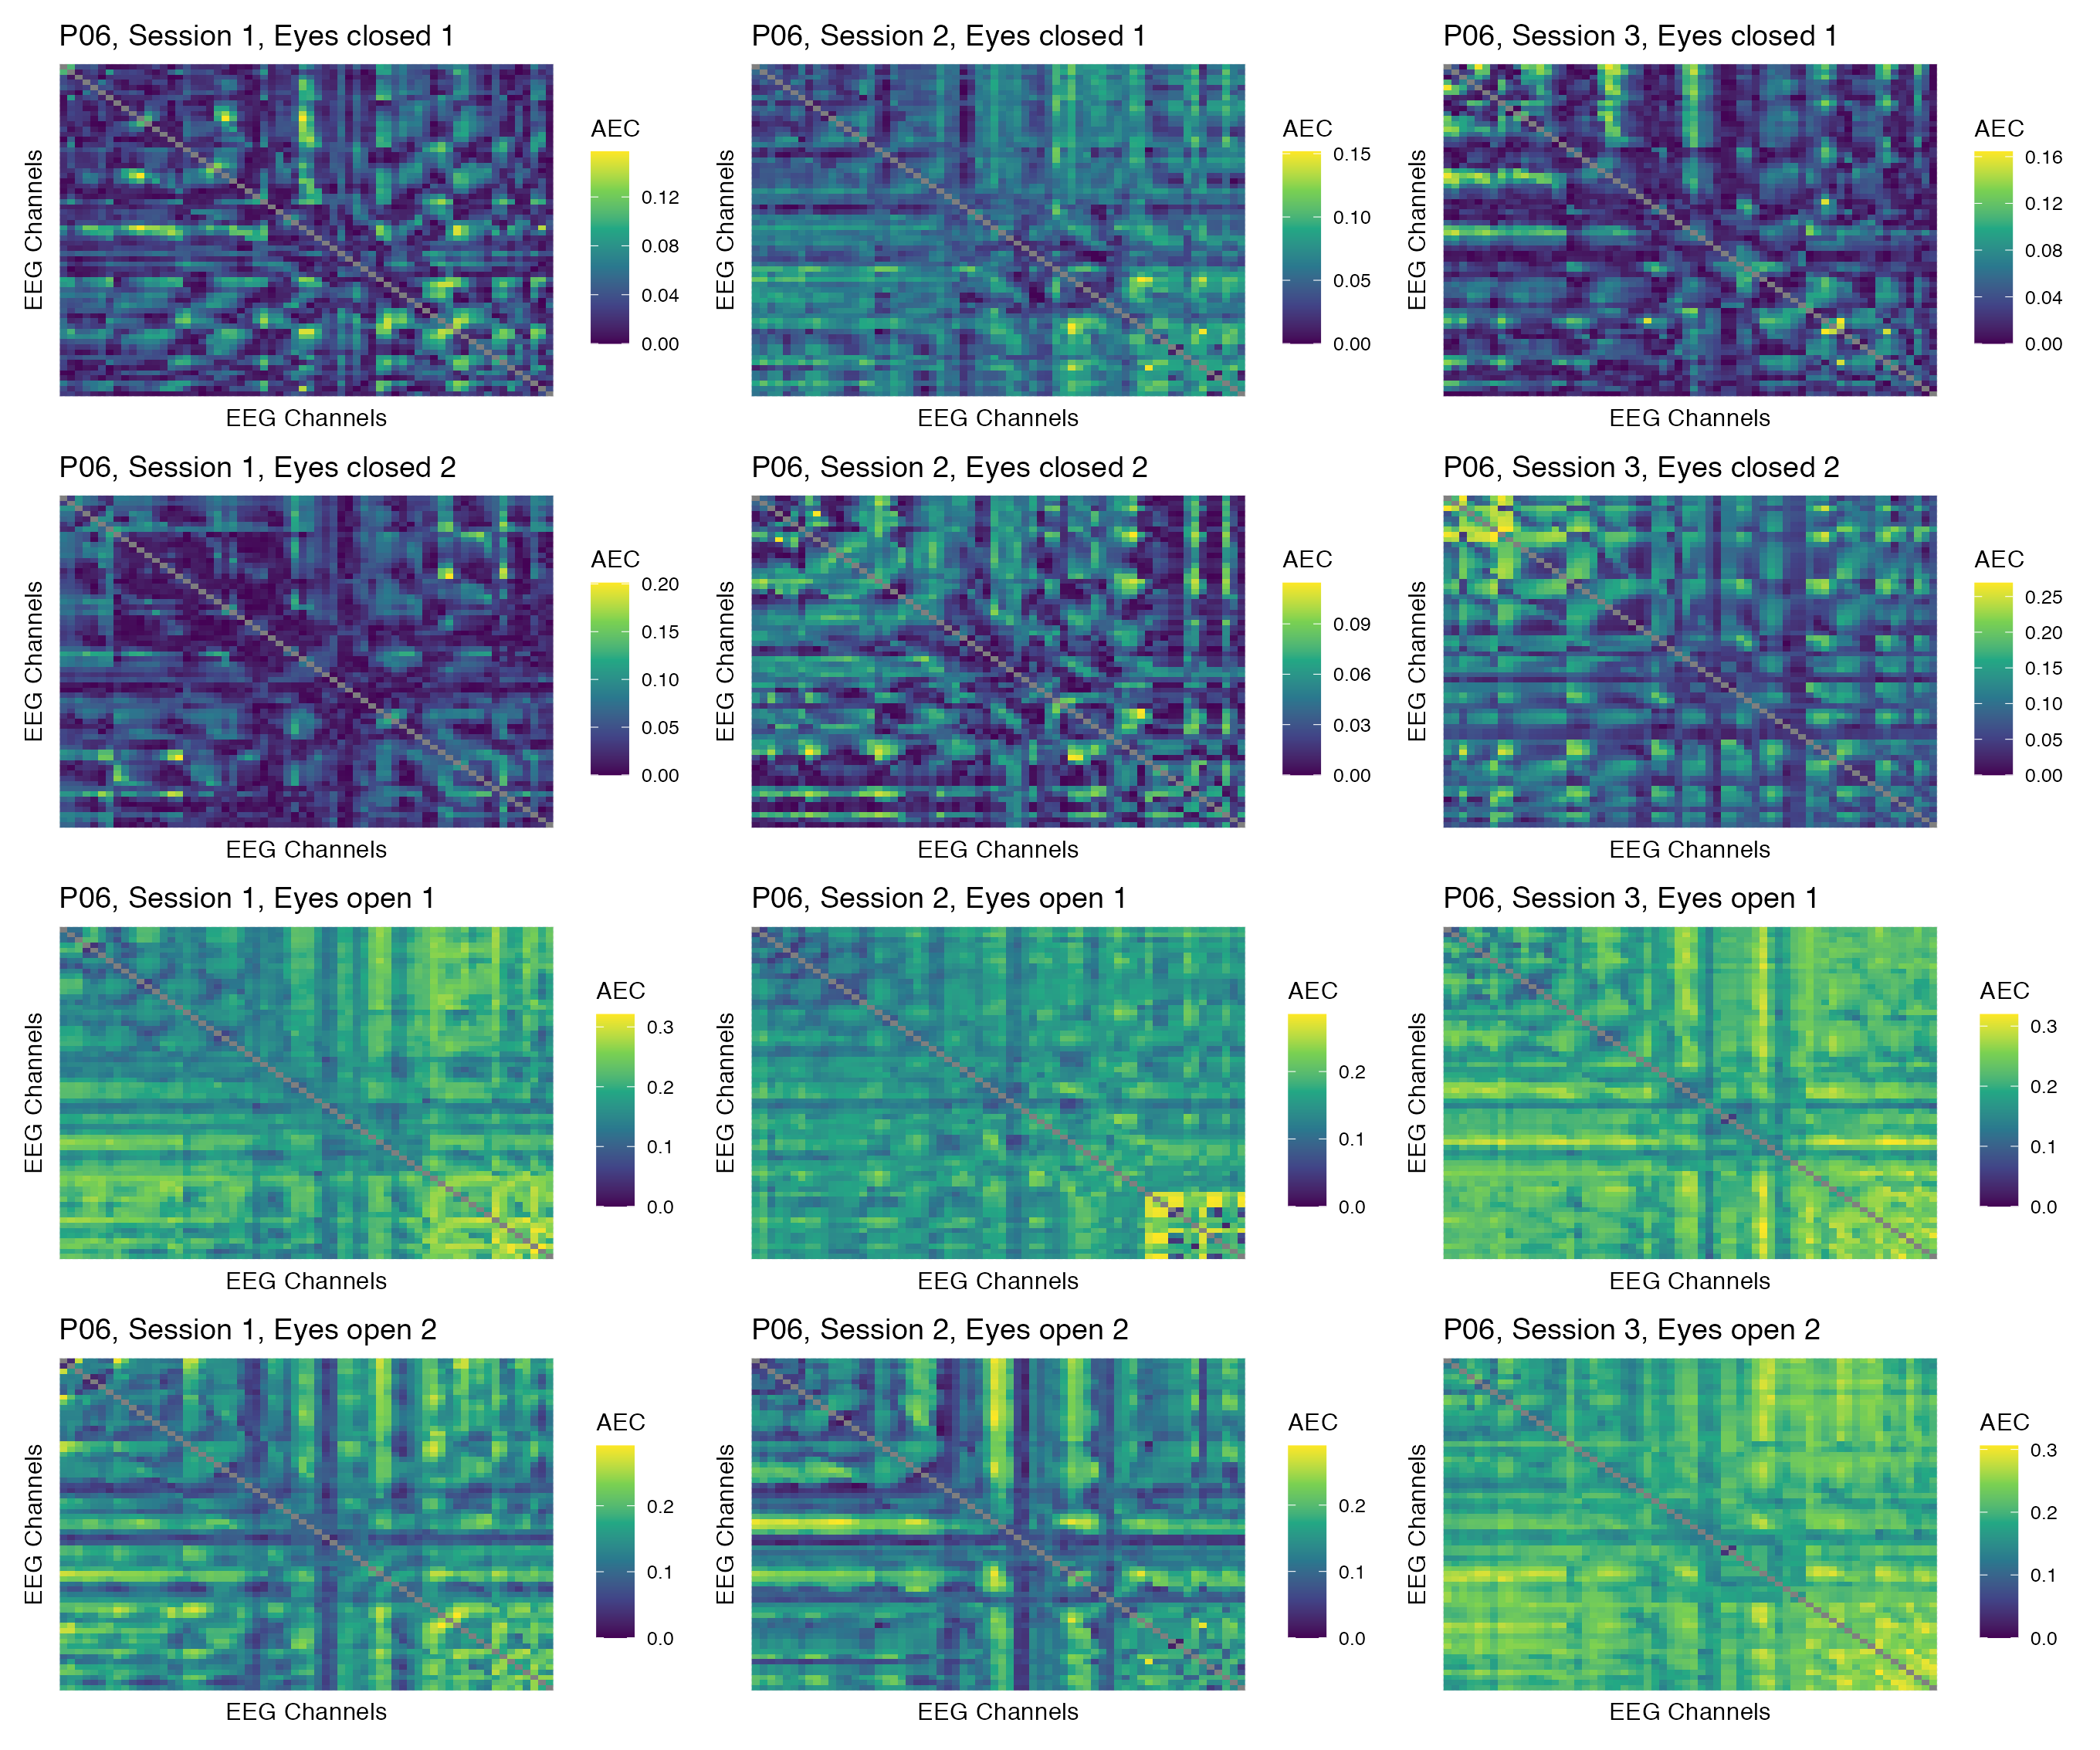 P06, Session 1, Eyes closed 1
EEG Channels
EEG Channels
AEC
0.12
0.08
0.04
0.00
P06, Session 2, Eyes closed 1
EEG Channels
EEG Channels
AEC
0.15
0.10
0.05
0.00
P06, Session 3, Eyes closed 1
EEG Channels
EEG Channels
AEC
0.16
0.12
0.08
0.04
0.00
P06, Session 1, Eyes closed 2
EEG Channels
EEG Channels
AEC
0.20
0.15
0.10
0.05
0.00
P06, Session 2, Eyes closed 2
EEG Channels
EEG Channels
AEC
0.09
0.06
0.03
0.00
P06, Session 3, Eyes closed 2
EEG Channels
EEG Channels
AEC
0.25
0.20
0.15
0.10
0.05
0.00
P06, Session 1, Eyes open 1
EEG Channels
EEG Channels
AEC
0.3
0.2
0.1
0.0
P06, Session 2, Eyes open 1
EEG Channels
EEG Channels
AEC
0.2
0.1
0.0
P06, Session 3, Eyes open 1
EEG Channels
EEG Channels
AEC
0.3
0.2
0.1
0.0
P06, Session 1, Eyes open 2
EEG Channels
EEG Channels
AEC
0.2
0.1
0.0
P06, Session 2, Eyes open 2
EEG Channels
EEG Channels
AEC
0.2
0.1
0.0
P06, Session 3, Eyes open 2
EEG Channels
EEG Channels
AEC
0.3
0.2
0.1
0.0